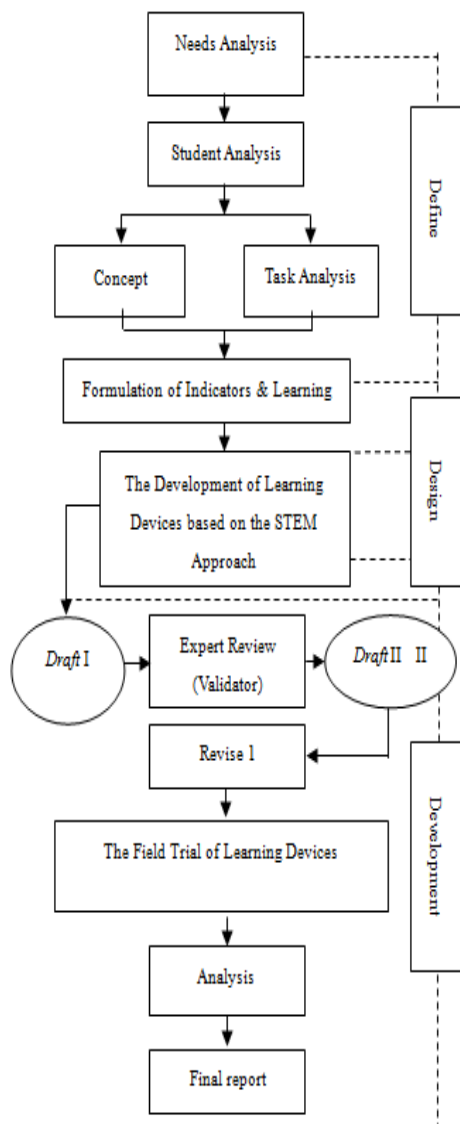 Needs Analysis
Student Analysis
Define
Concept
Task Analysis
Formulation of Indicators & Learning
The Development of Learning
Devices based on the STEM
Approach
Design
Draft I
Expert Review
(Validator)
Draft II II
Revise 1
The Field Trial of Learning Devices
Development
Analysis
Final report